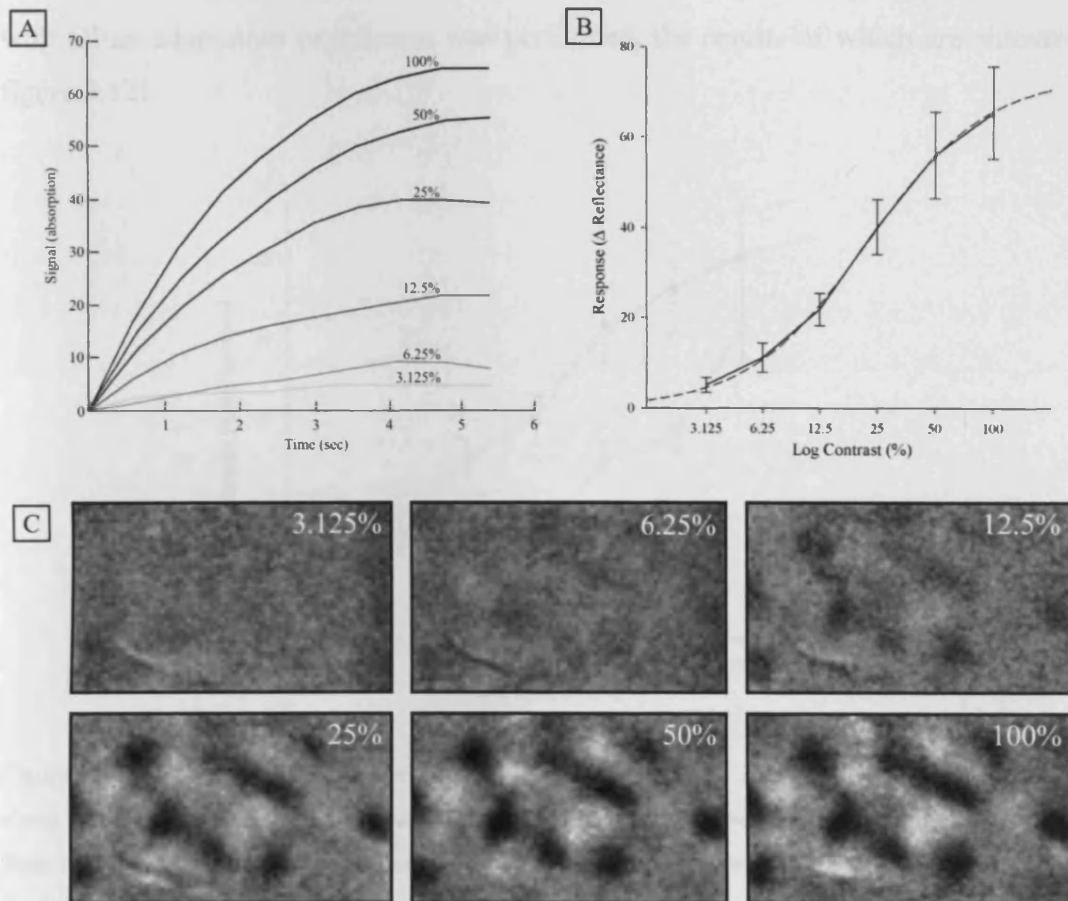 A
70
60
50
40
30
20
10
0
Signal (absorption)
100%
50%
25%
12.5%
6.25%
3.125%
1 2 3 4 5 6
Time (sec)
B
80
60
40
20
0
Response (Δ Reflectance)
3.125 6.25 12.5 25 50 100
Log Contrast (%)
C
3.125%
6.25%
12.5%
25%
50%
100%